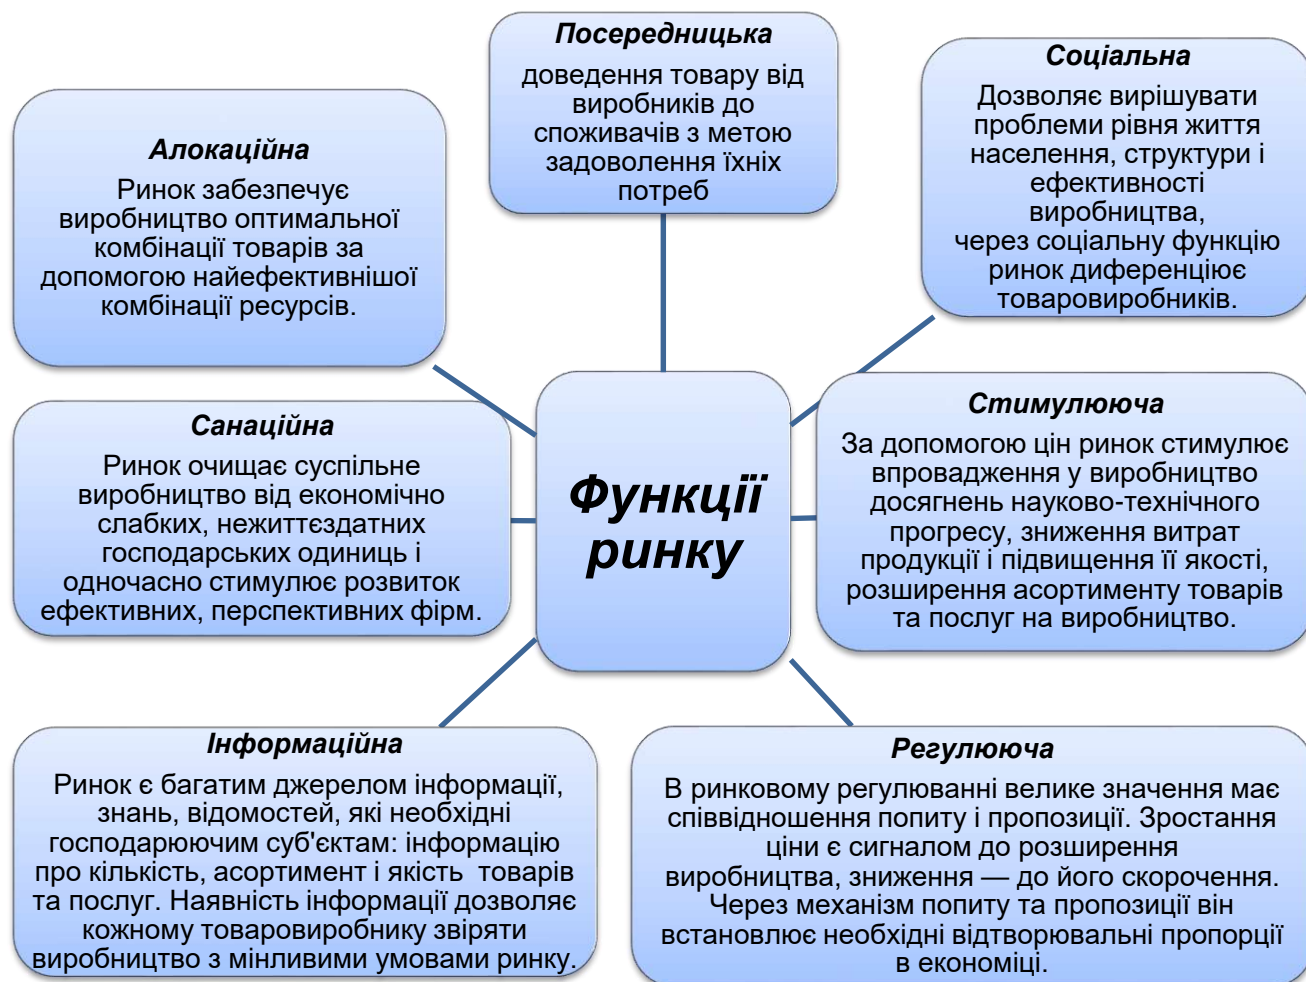 Посередницька
доведення товару від
виробників до
споживачів з метою
задоволення їхніх
потреб
Соціальна
Дозволяє вирішувати
проблеми рівня життя
населення, структури і
ефективності
виробництва,
через соціальну функцію
ринок диференціює
товаровиробників.
Алокаційна
Ринок забезпечує
виробництво оптимальної
комбінації товарів за
допомогою найефективнішої
комбінації ресурсів.
Санаційна
Ринок очищає суспільне
виробництво від економічно
слабких, нежиттєздатних
господарських одиниць і
одночасно стимулює розвиток
ефективних, перспективних фірм.
Функції
ринку
Стимулююча
За допомогою цін ринок стимулює
впровадження у виробництво
досягнень науково-технічного
прогресу, зниження витрат
продукції і підвищення її якості,
розширення асортименту товарів
та послуг на виробництво.
Інформаційна
Ринок є багатим джерелом інформації,
знань, відомостей, які необхідні
господарюючим суб'єктам: інформацію
про кількість, асортимент і якість  товарів
та послуг. Наявність інформації дозволяє
кожному товаровиробнику звіряти
виробництво з мінливими умовами ринку.
Регулююча
В ринковому регулюванні велике значення має
співвідношення попиту і пропозиції. Зростання
ціни є сигналом до розширення
виробництва, зниження — до його скорочення.
Через механізм попиту та пропозиції він
встановлює необхідні відтворювальні пропорції
в економіці.